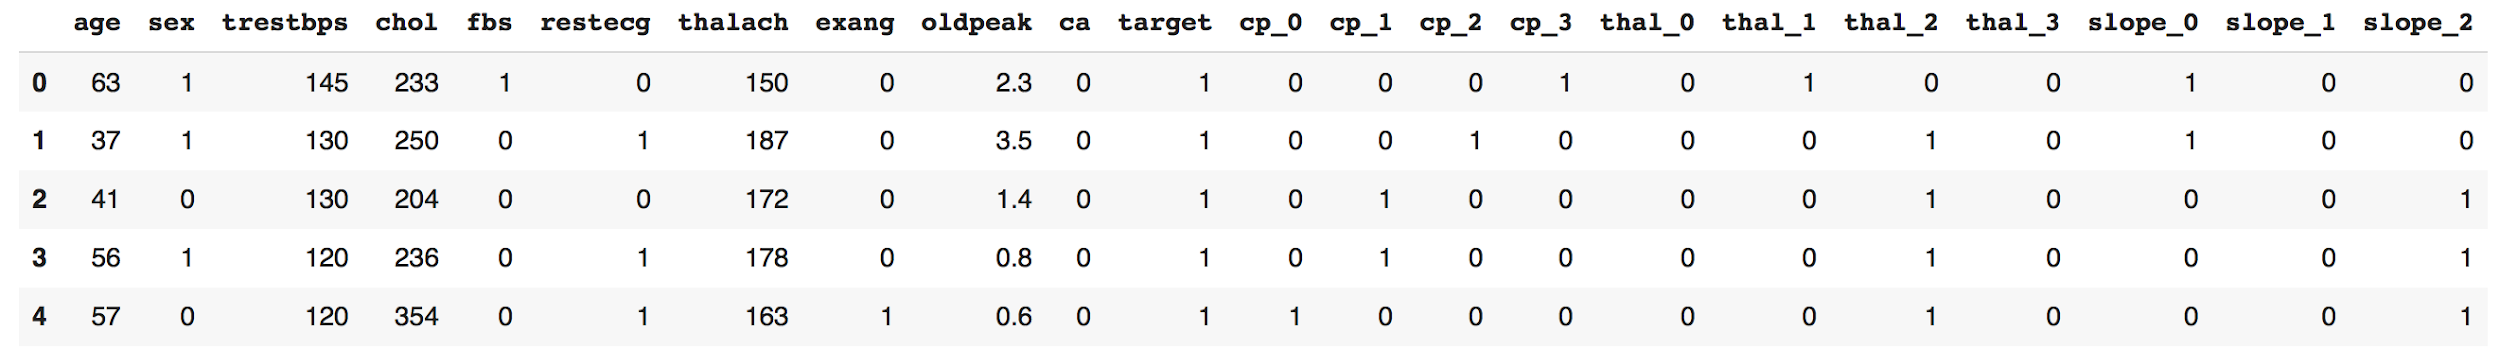 age sex trestbps chol fbs restecg thalach exang oldpeak ca target cp_0 cp_1 cp_2 cp_3 thal_0 thal_1 thal_2 thal_3 slope_0 slope_1 slope_2
0 63 1 145 233 1 0 150 0 2.3 0 1 0 0 0 1 0 1 0 0 1 0 0
1 37 1 130 250 0 1 187 0 3.5 0 1 0 0 1 0 0 0 1 0 1 0 0
2 41 0 130 204 0 0 172 0 1.4 0 1 0 1 0 0 0 0 1 0 0 0 1
3 56 1 120 236 0 1 178 0 0.8 0 1 0 1 0 0 0 0 1 0 0 0 1
4 57 0 120 354 0 1 163 1 0.6 0 1 1 0 0 0 0 0 1 0 0 0 1